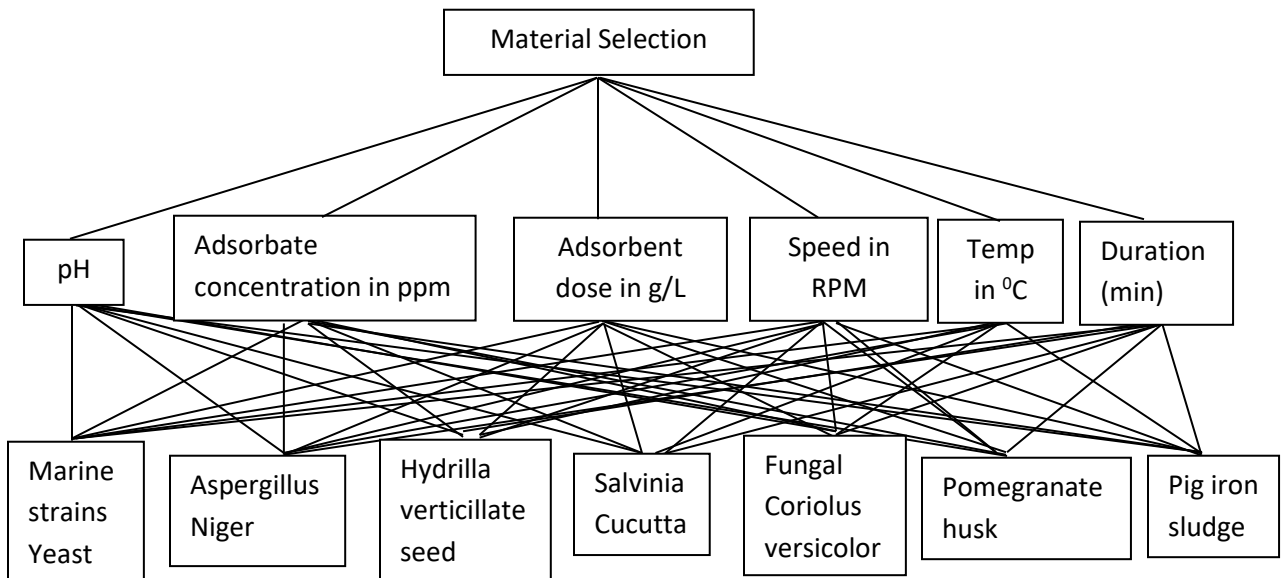 Material Selection
pH
Adsorbate
concentration in ppm
Adsorbent
dose in g/L
Speed in
RPM
Temp
in ⁰C
Duration
(min)
Marine
strains
Yeast
Aspergillus
Niger
Hydrilla
verticillate
seed
Salvinia
Cucutta
Fungal
Coriolus
versicolor
Pomegranate
husk
Pig iron
sludge